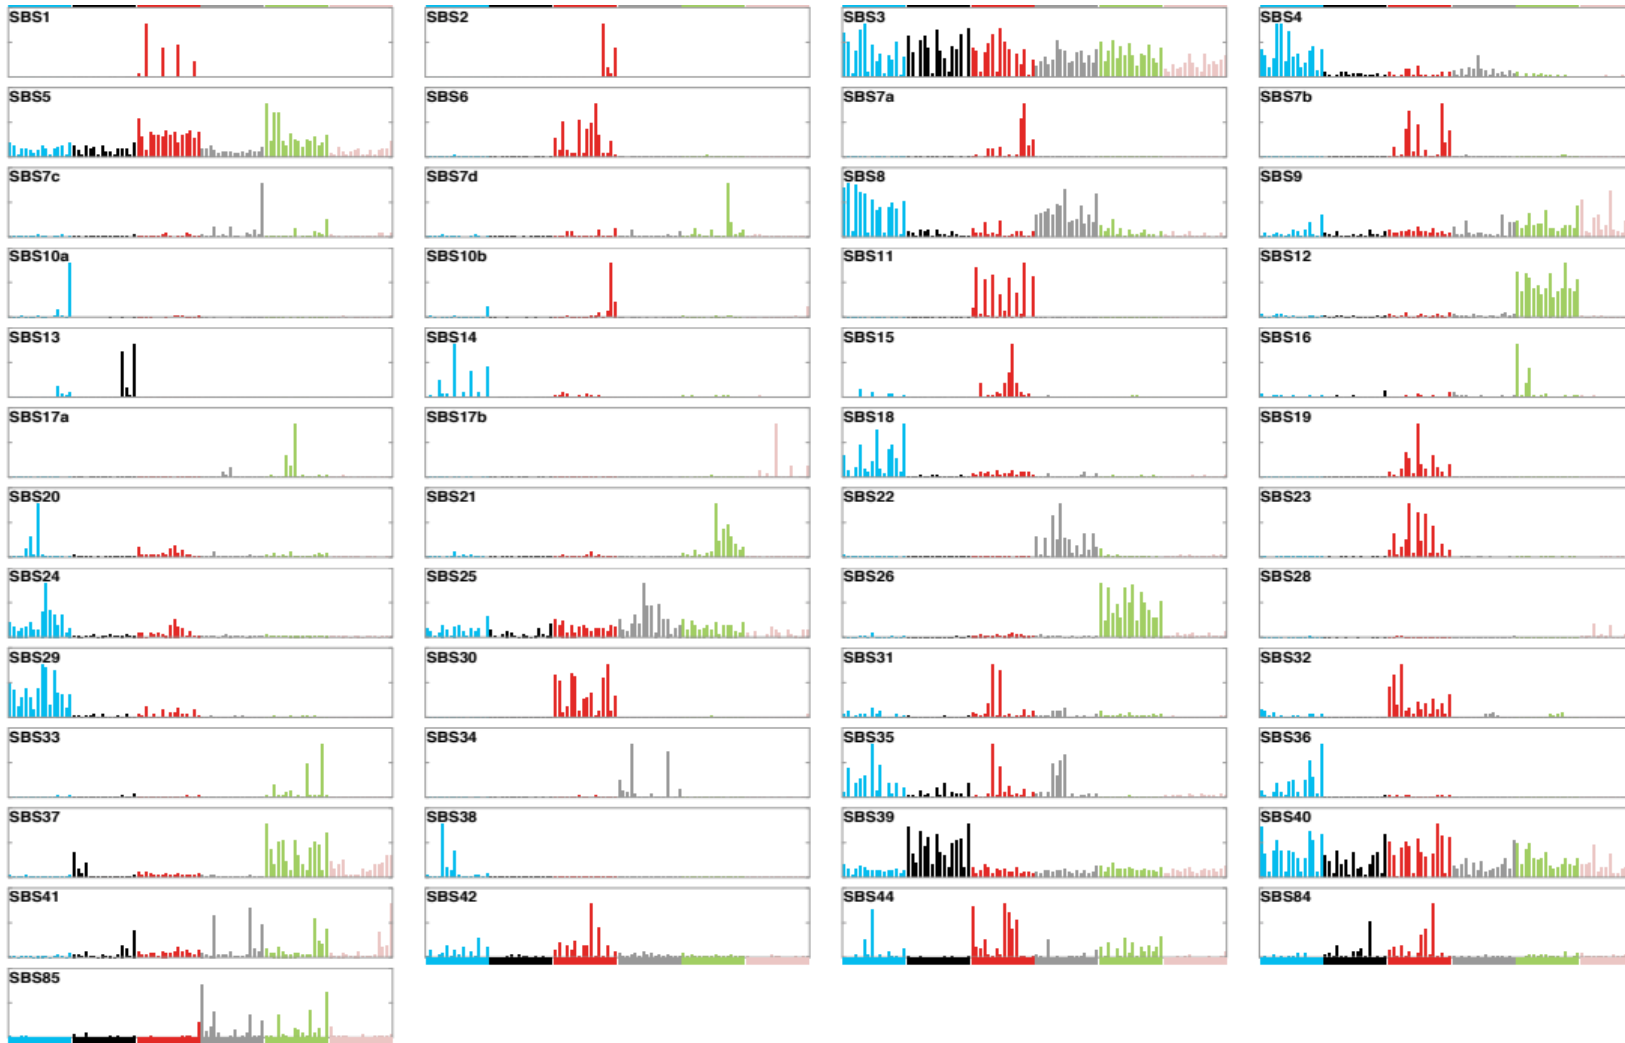 SBS1 SBS2 SBS3 SBS4
SBS5 SBS6 SBS7a SBS7b
SBS7c SBS7d SBS8 SBS9
SBS10a SBS10b SBS11 SBS12
SBS13 SBS14 SBS15 SBS16
SBS17a SBS17b SBS18 SBS19
SBS20 SBS21 SBS22 SBS23
SBS24 SBS25 SBS26 SBS28
SBS29 SBS30 SBS31 SBS32
SBS33 SBS34 SBS35 SBS36
SBS37 SBS38 SBS39 SBS40
SBS41 SBS42 SBS44 SBS84
SBS85